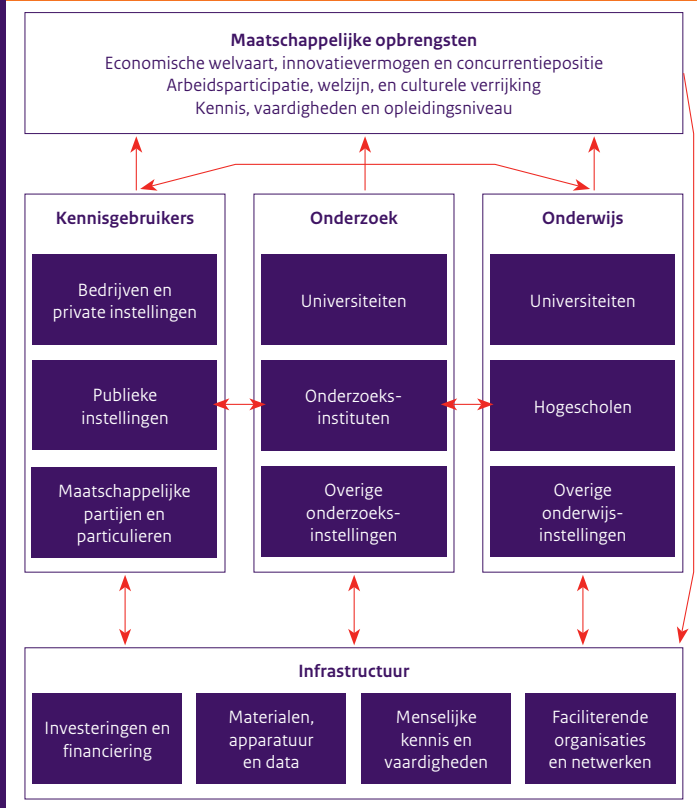 Maatschappelijke opbrengsten
Economische welvaart, innovatievermogen en concurrentiepositie
Arbeidsparticipatie, welzijn, en culturele verrijking
Kennis, vaardigheden en opleidingsniveau
Kennisgebruikers
Bedrijven en
private instellingen
Publieke
instellingen
Maatschappelijke
partijen en
particulieren
Onderzoek
Universiteiten
Onderzoeks-
instituten
Overige
onderzoeks-
instellingen
Onderwijs
Universiteiten
Hogescholen
Overige
onderwijs-
instellingen
Infrastructuur
Investeringen en
financiering
Materialen,
apparatuur
en data
Menselijke
kennis en
vaardigheden
Faciliterende
organisaties
en netwerken